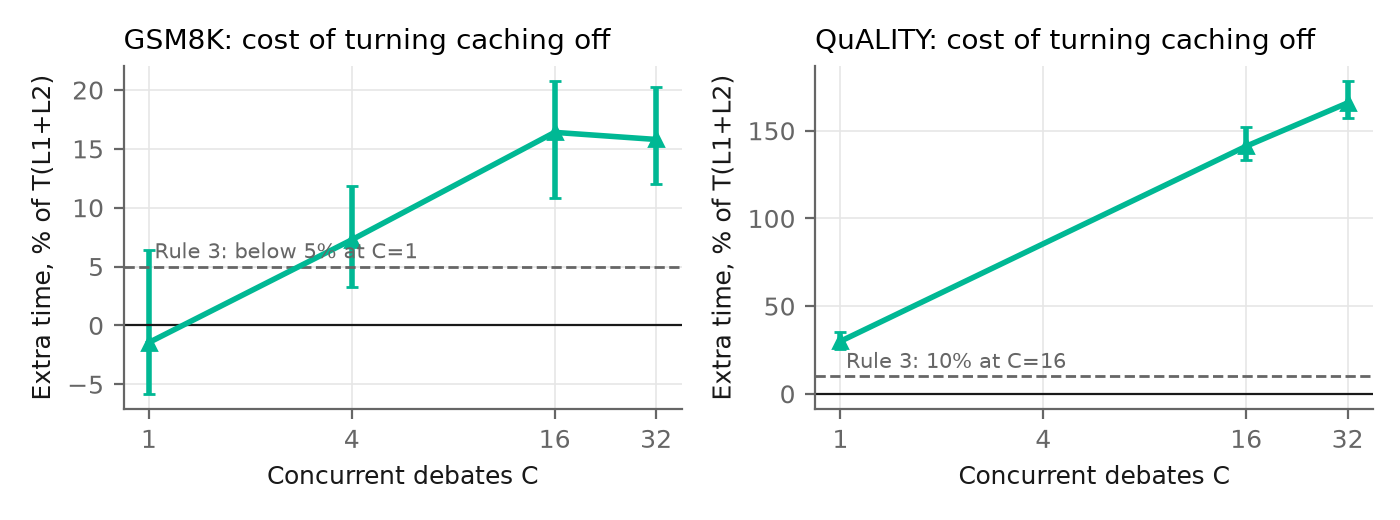 GSM8K: cost of turning caching off
Extra time, % of T(L1+L2)
20
15
10
5
0
−5
Rule 3: below 5% at C=1
1 4 16 32
Concurrent debates C
QuALITY: cost of turning caching off
Extra time, % of T(L1+L2)
150
100
50
0
Rule 3: 10% at C=16
1 4 16 32
Concurrent debates C